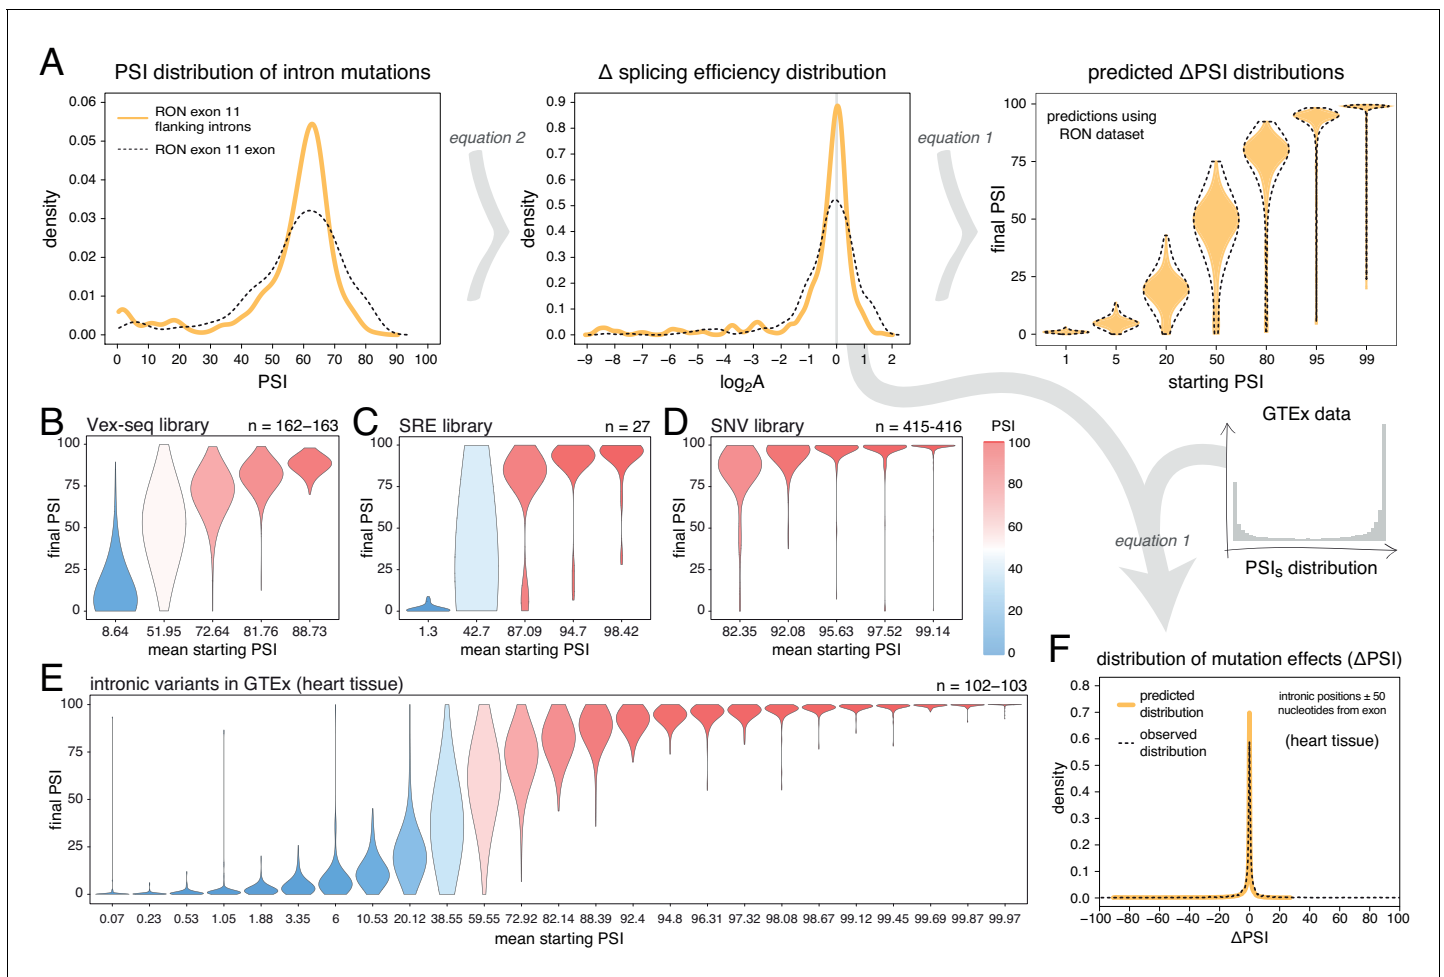 A
PSI distribution of intron mutations
Δ splicing efficiency distribution
predicted ΔPSI distributions
0.06
0.05
0.04
0.03
0.02
0.01
0.00
density
RON exon 11
flanking introns
RON exon 11 exon
0 10 20 30 40 50 60 70 80 90 100
PSI
equation 2
0.9
0.8
0.7
0.6
0.5
0.4
0.3
0.2
0.1
0.0
density
−9 −8 −7 −6 −5 −4 −3 −2 −1 0 1 2
log₂A
equation 1
100
75
50
25
0
final PSI
predictions using
RON dataset
1 5 20 50 80 95 99
starting PSI
B
Vex-seq library
n = 162–163
100
75
50
25
0
final PSI
8.64 51.95 72.64 81.76 88.73
mean starting PSI
C
SRE library
n = 27
100
75
50
25
0
final PSI
1.3 42.7 87.09 94.7 98.42
mean starting PSI
D
SNV library
n = 415-416
100
75
50
25
0
final PSI
82.35 92.08 95.63 97.52 99.14
mean starting PSI
PSI
100
80
60
40
20
0
GTEx data
equation 1
PSIₛ distribution
E
intronic variants in GTEx (heart tissue)
n = 102–103
100
75
50
25
0
final PSI
0.07 0.23 0.53 1.05 1.88 3.35 6 10.53 20.12 38.55 59.55 72.92 82.14 88.39 92.4 94.8 96.31 97.32 98.08 98.67 99.12 99.45 99.69 99.87 99.97
mean starting PSI
F
distribution of mutation effects (ΔPSI)
0.8
0.7
0.6
0.5
0.4
0.3
0.2
0.1
0.0
density
predicted
distribution
observed
distribution
intronic positions ± 50
nucleotides from exon
(heart tissue)
−100 −80 −60 −40 −20 0 20 40 60 80 100
ΔPSI